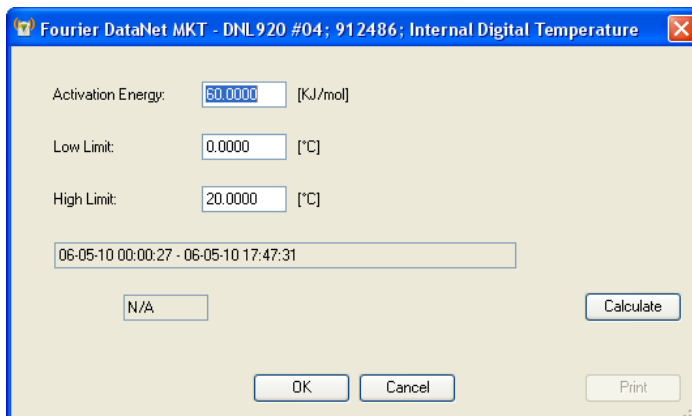 Fourier DataNet MKT - DNL920 #04; 912486; Internal Digital Temperature
Activation Energy: 60.0000 [KJ/mol]
Low Limit: 0.0000 [°C]
High Limit: 20.0000 [°C]
06-05-10 00:00:27 - 06-05-10 17:47:31
N/A Calculate
OK Cancel Print